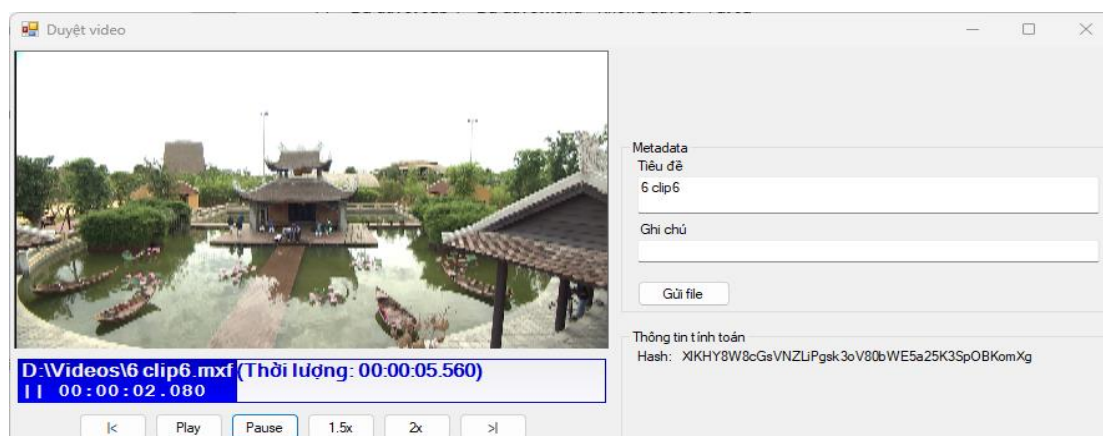 Duyệt video
Metadata
Tiêu đề
6 clip6
Ghi chú
Gửi file
Thông tin tính toán
Hash: XlKHY8W8cGsVNZLiPgsk3oV80bWE5a25K3SpOBKomXg
D:\Videos\6 clip6.mxf (Thời lượng: 00:00:05.560)
|| 00:00:02.080
|< Play Pause 1.5x 2x >|